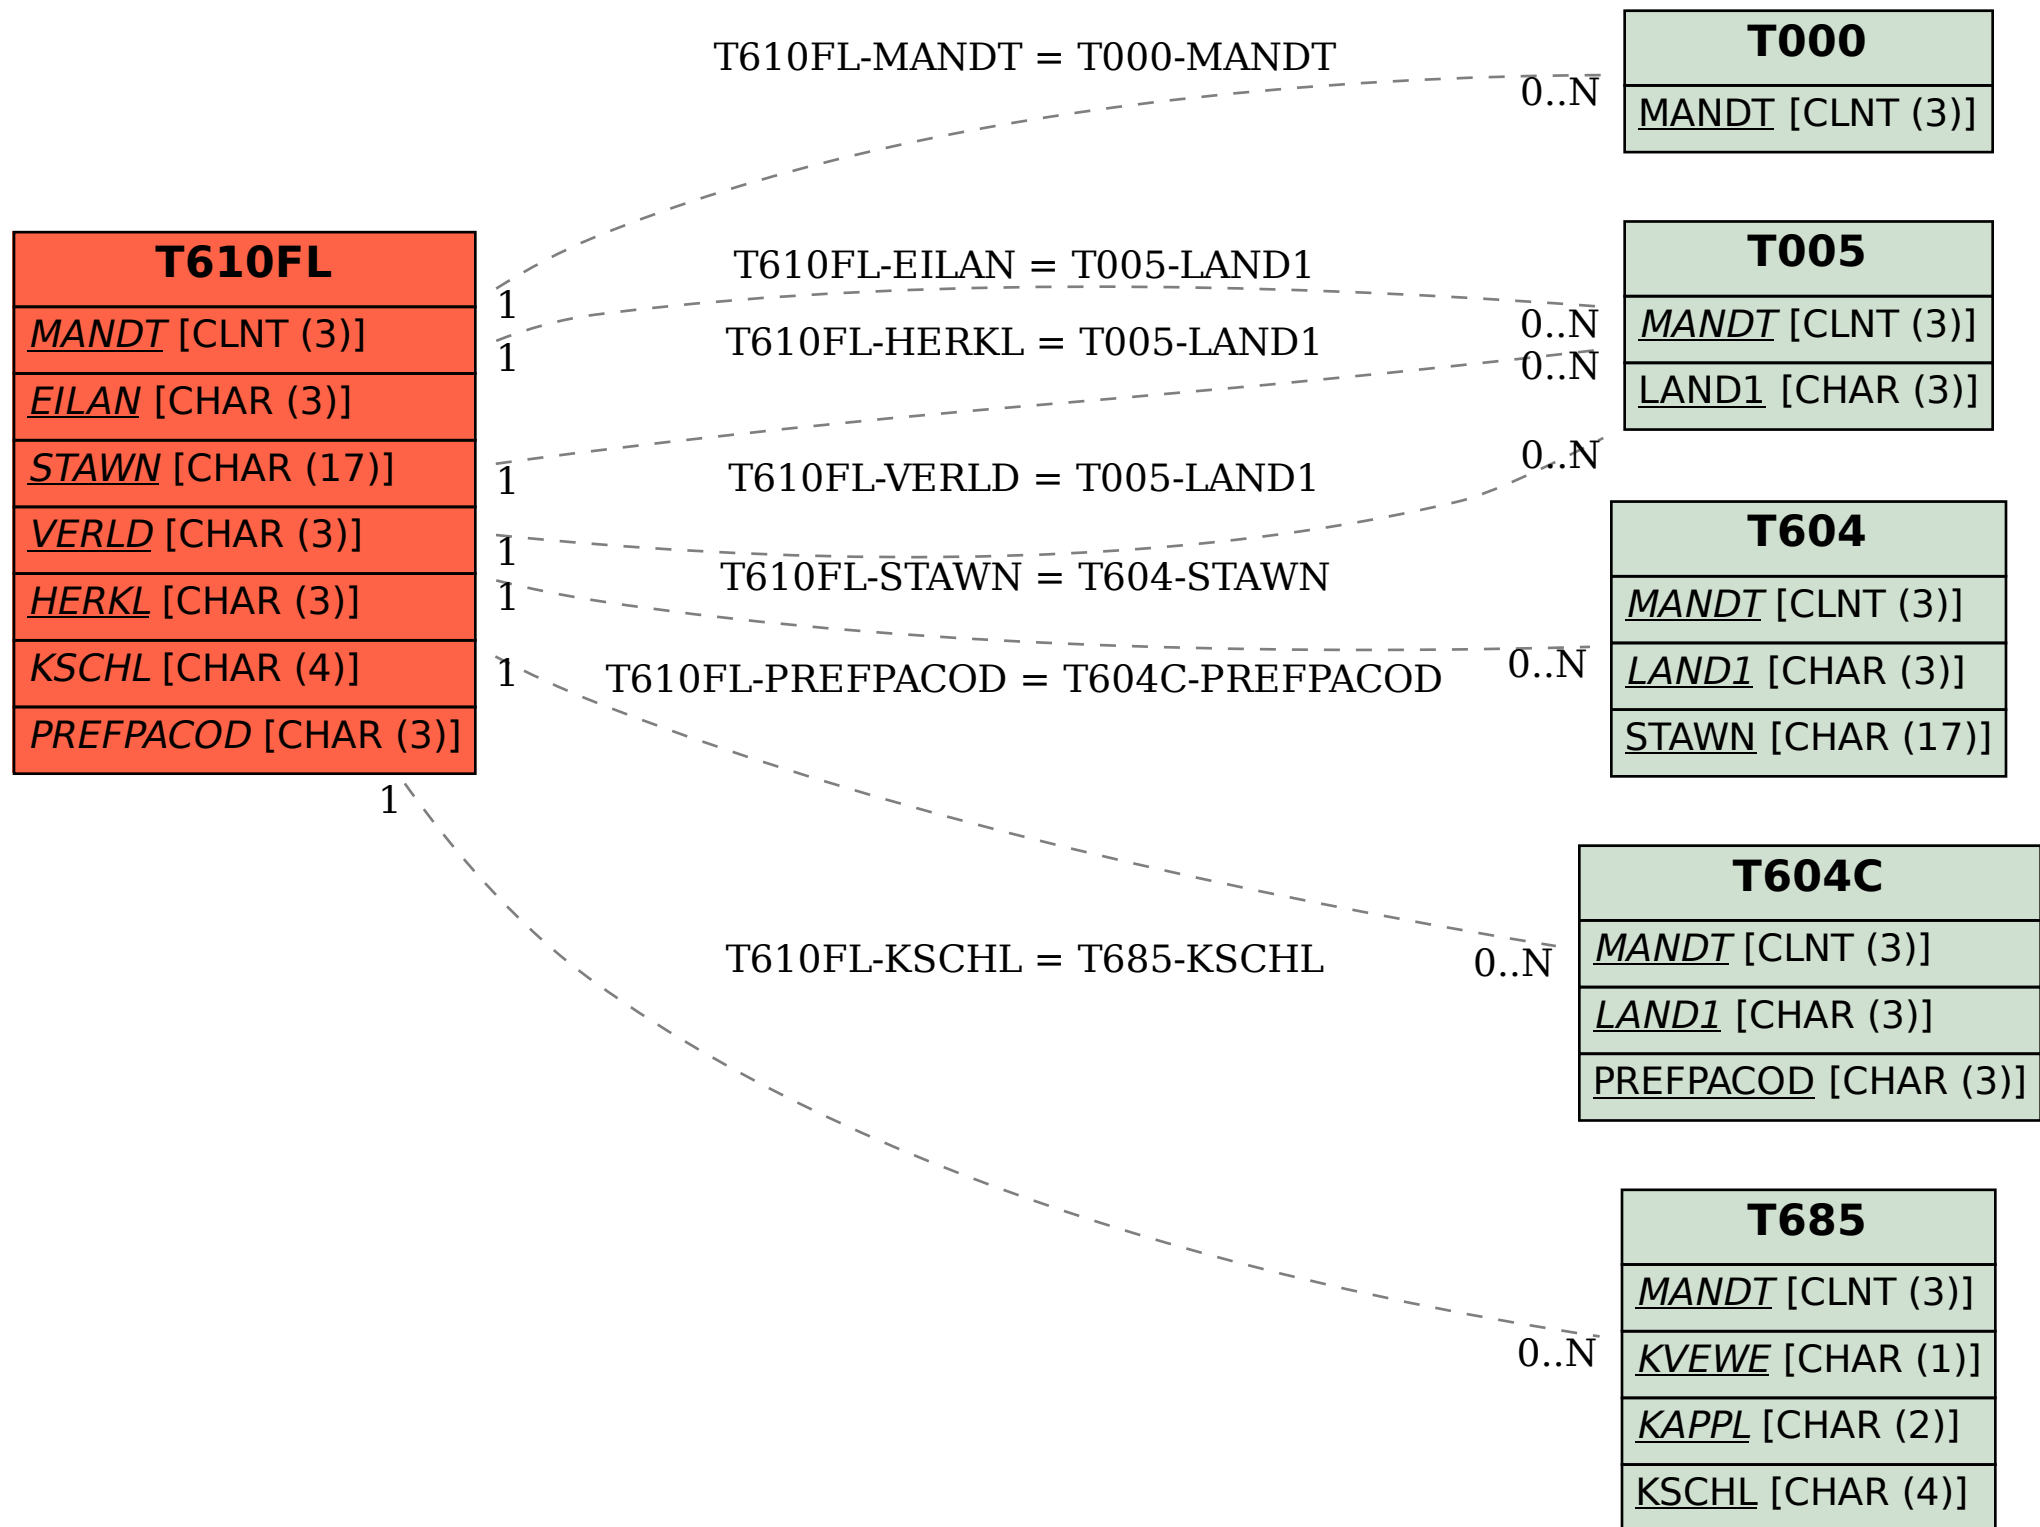 T610FL
MANDT [CLNT (3)]
EILAN [CHAR (3)]
STAWN [CHAR (17)]
VERLD [CHAR (3)]
HERKL [CHAR (3)]
KSCHL [CHAR (4)]
PREFPACOD [CHAR (3)]
T610FL-MANDT = T000-MANDT
0..N
1
T610FL-EILAN = T005-LAND1
0..N
1
T610FL-HERKL = T005-LAND1
0..N
1
T610FL-VERLD = T005-LAND1
0..N
1
T610FL-STAWN = T604-STAWN
0..N
1
T610FL-PREFPACOD = T604C-PREFPACOD
0..N
1
T610FL-KSCHL = T685-KSCHL
0..N
1
T000
MANDT [CLNT (3)]
T005
MANDT [CLNT (3)]
LAND1 [CHAR (3)]
T604
MANDT [CLNT (3)]
LAND1 [CHAR (3)]
STAWN [CHAR (17)]
T604C
MANDT [CLNT (3)]
LAND1 [CHAR (3)]
PREFPACOD [CHAR (3)]
T685
MANDT [CLNT (3)]
KVEWE [CHAR (1)]
KAPPL [CHAR (2)]
KSCHL [CHAR (4)]